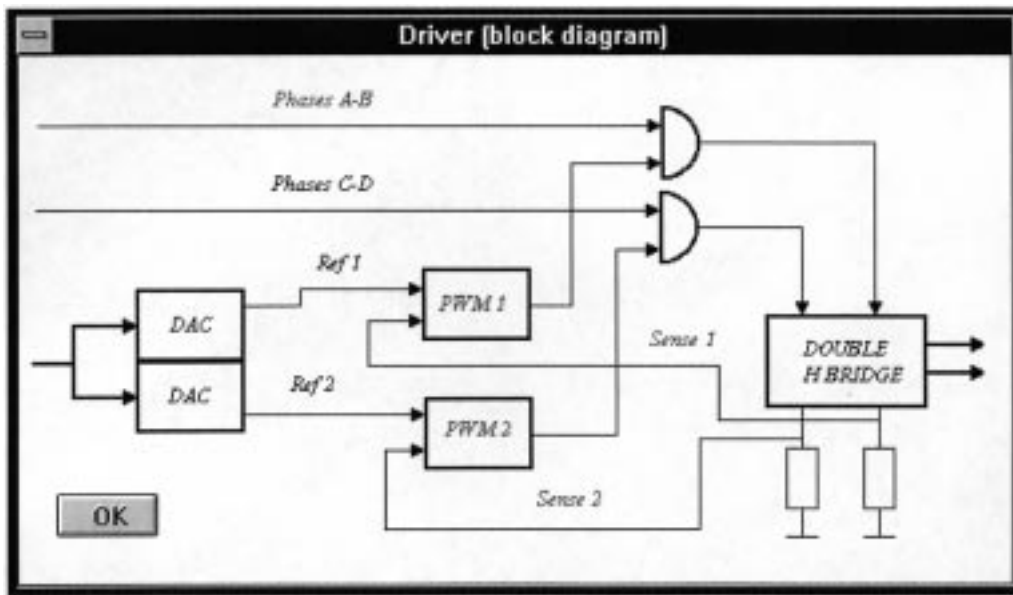 Driver (block diagram)
Phases A-B
Phases C-D
Ref 1
PWM 1
DAC
Sense 1
DOUBLE
H BRIDGE
DAC
Ref 2
PWM 2
Sense 2
OK